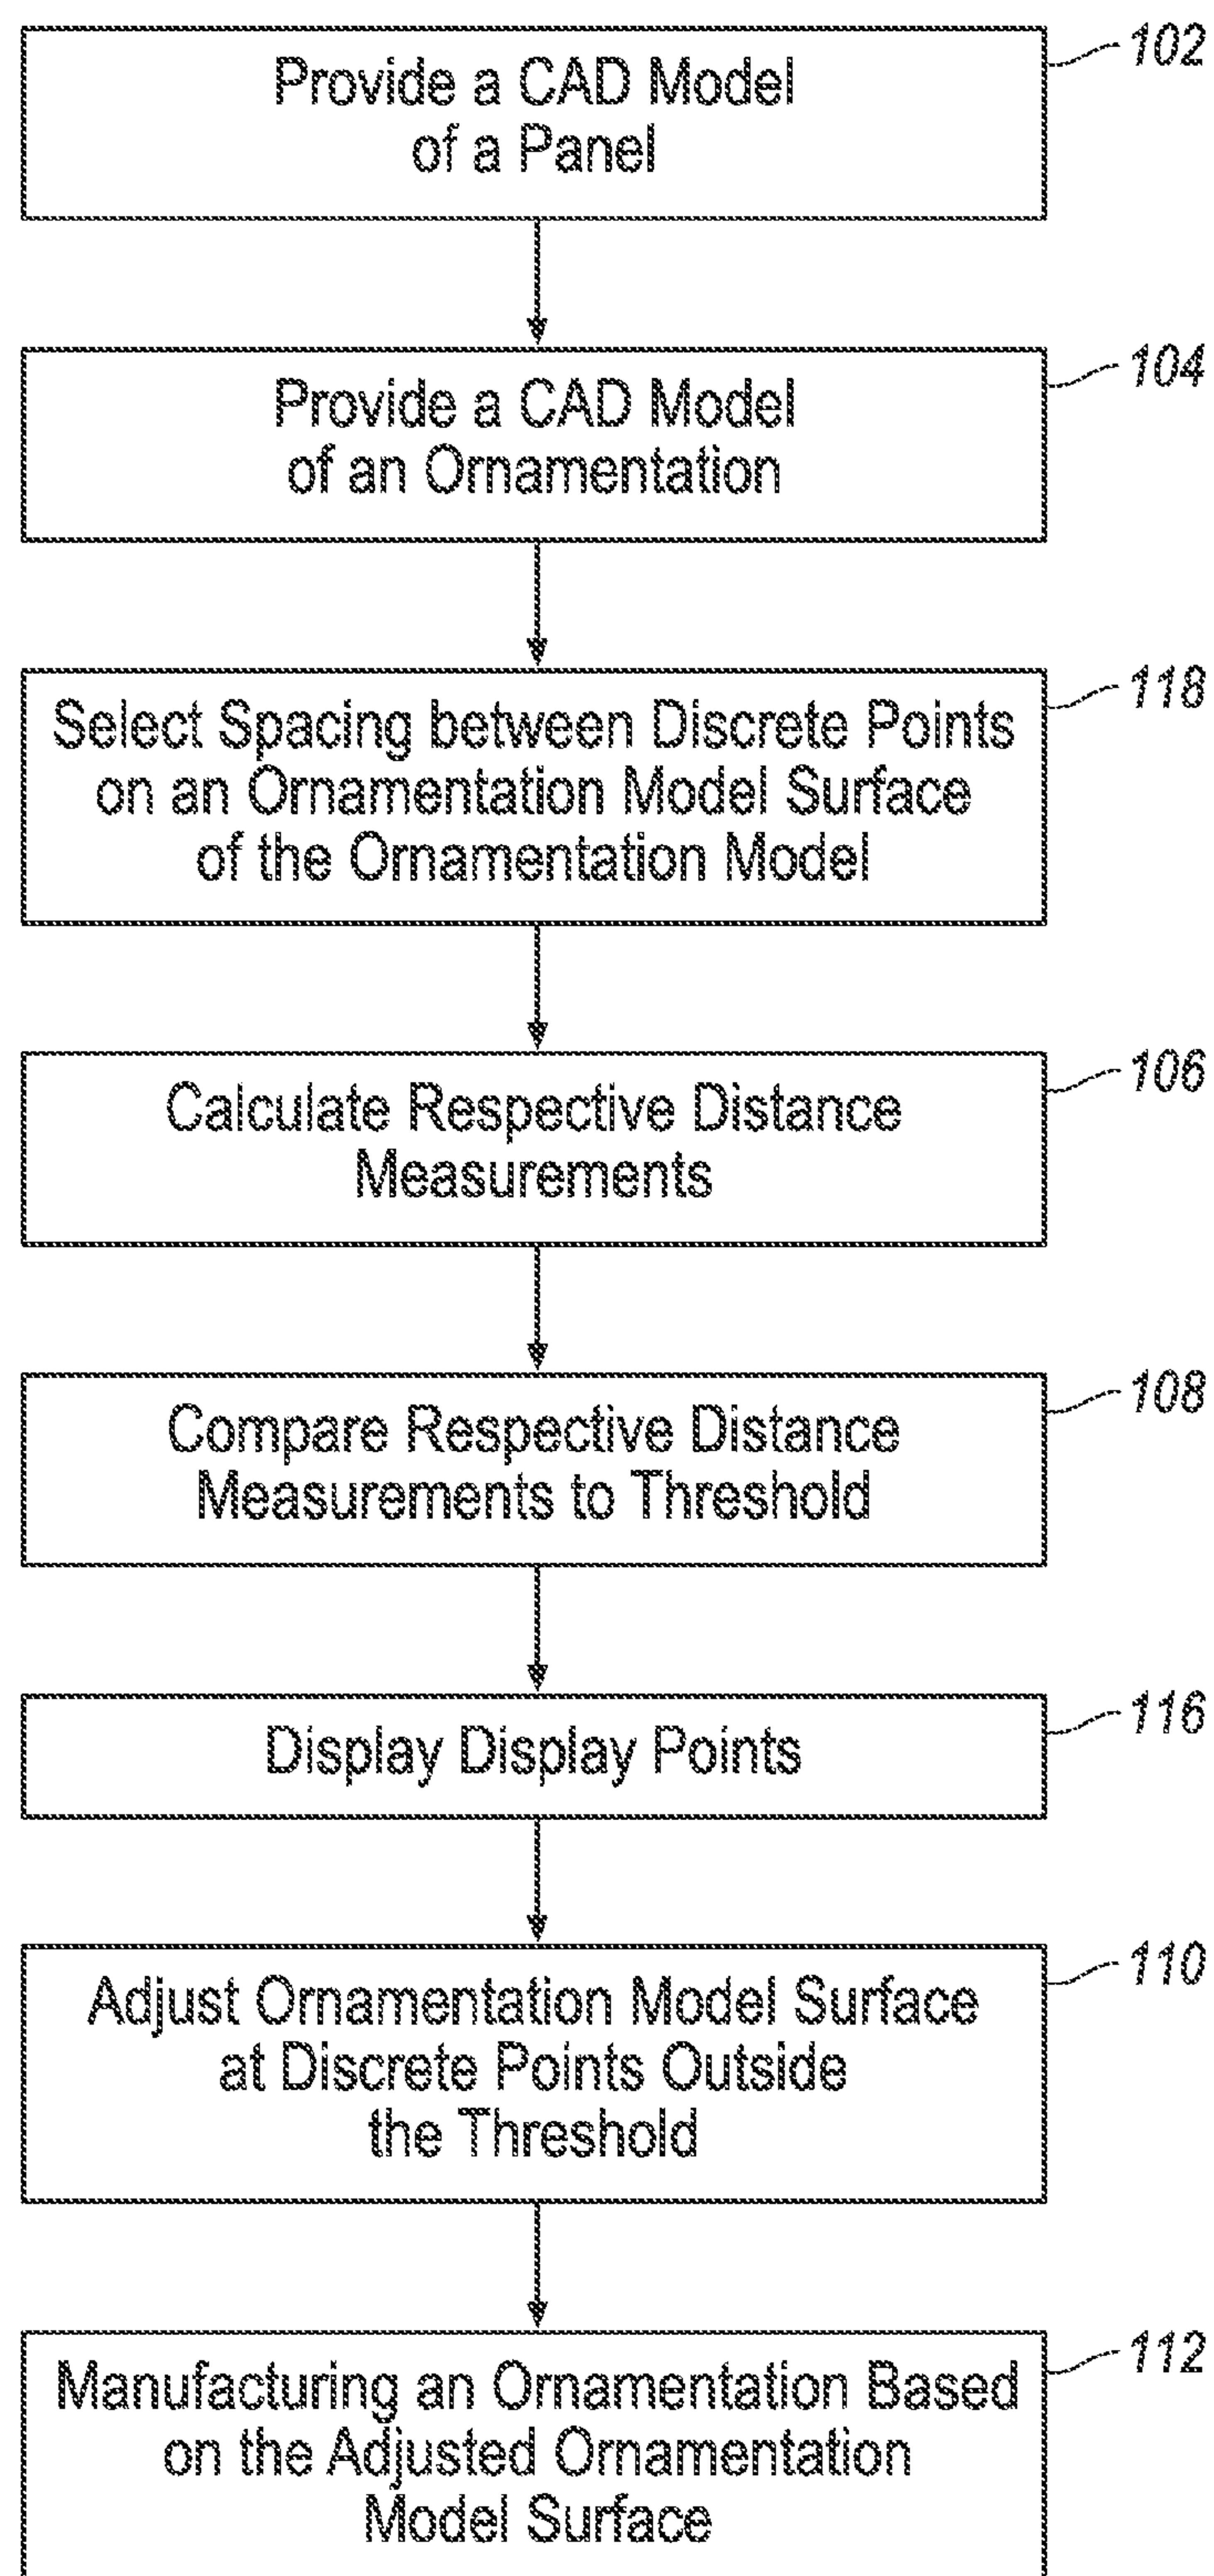 102
Provide a CAD Model
of a Panel
104
Provide a CAD Model
of an Ornamentation
118
Select Spacing between Discrete Points
on an Ornamentation Model Surface
of the Ornamentation Model
106
Calculate Respective Distance
Measurements
108
Compare Respective Distance
Measurements to Threshold
116
Display Display Points
110
Adjust Ornamentation Model Surface
at Discrete Points Outside
the Threshold
112
Manufacturing an Ornamentation Based
on the Adjusted Ornamentation
Model Surface